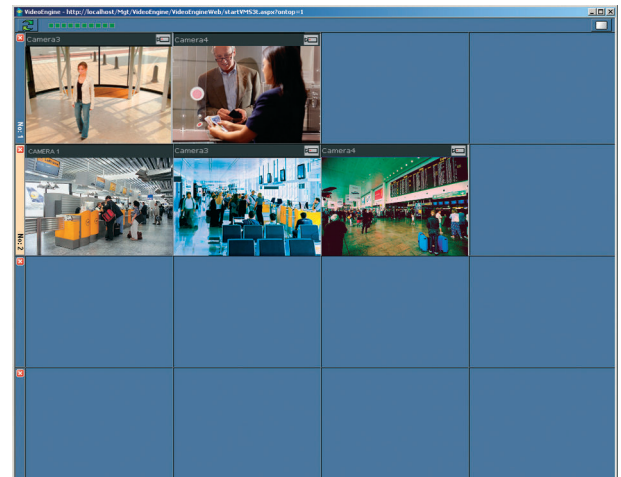 VideoEngine - http://localhost/Mgt/VideoEngine/VideoEngineWeb/startVMS3I.aspx?ontop=1
Camera3
Camera4
No: 1
CAMERA 1
Camera3
Camera4
No: 2